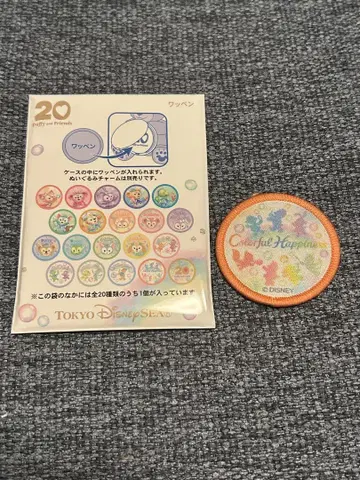 20
Duffy and Friends
ワッペン
ワッペン
ケースの中にワッペンが入れられます。
ぬいぐるみチャームは別売りです。
20
※この袋のなかには全20種類のうち1個が入っています。
TOKYO DisneySEA®
Colorful Happiness
© DISNEY